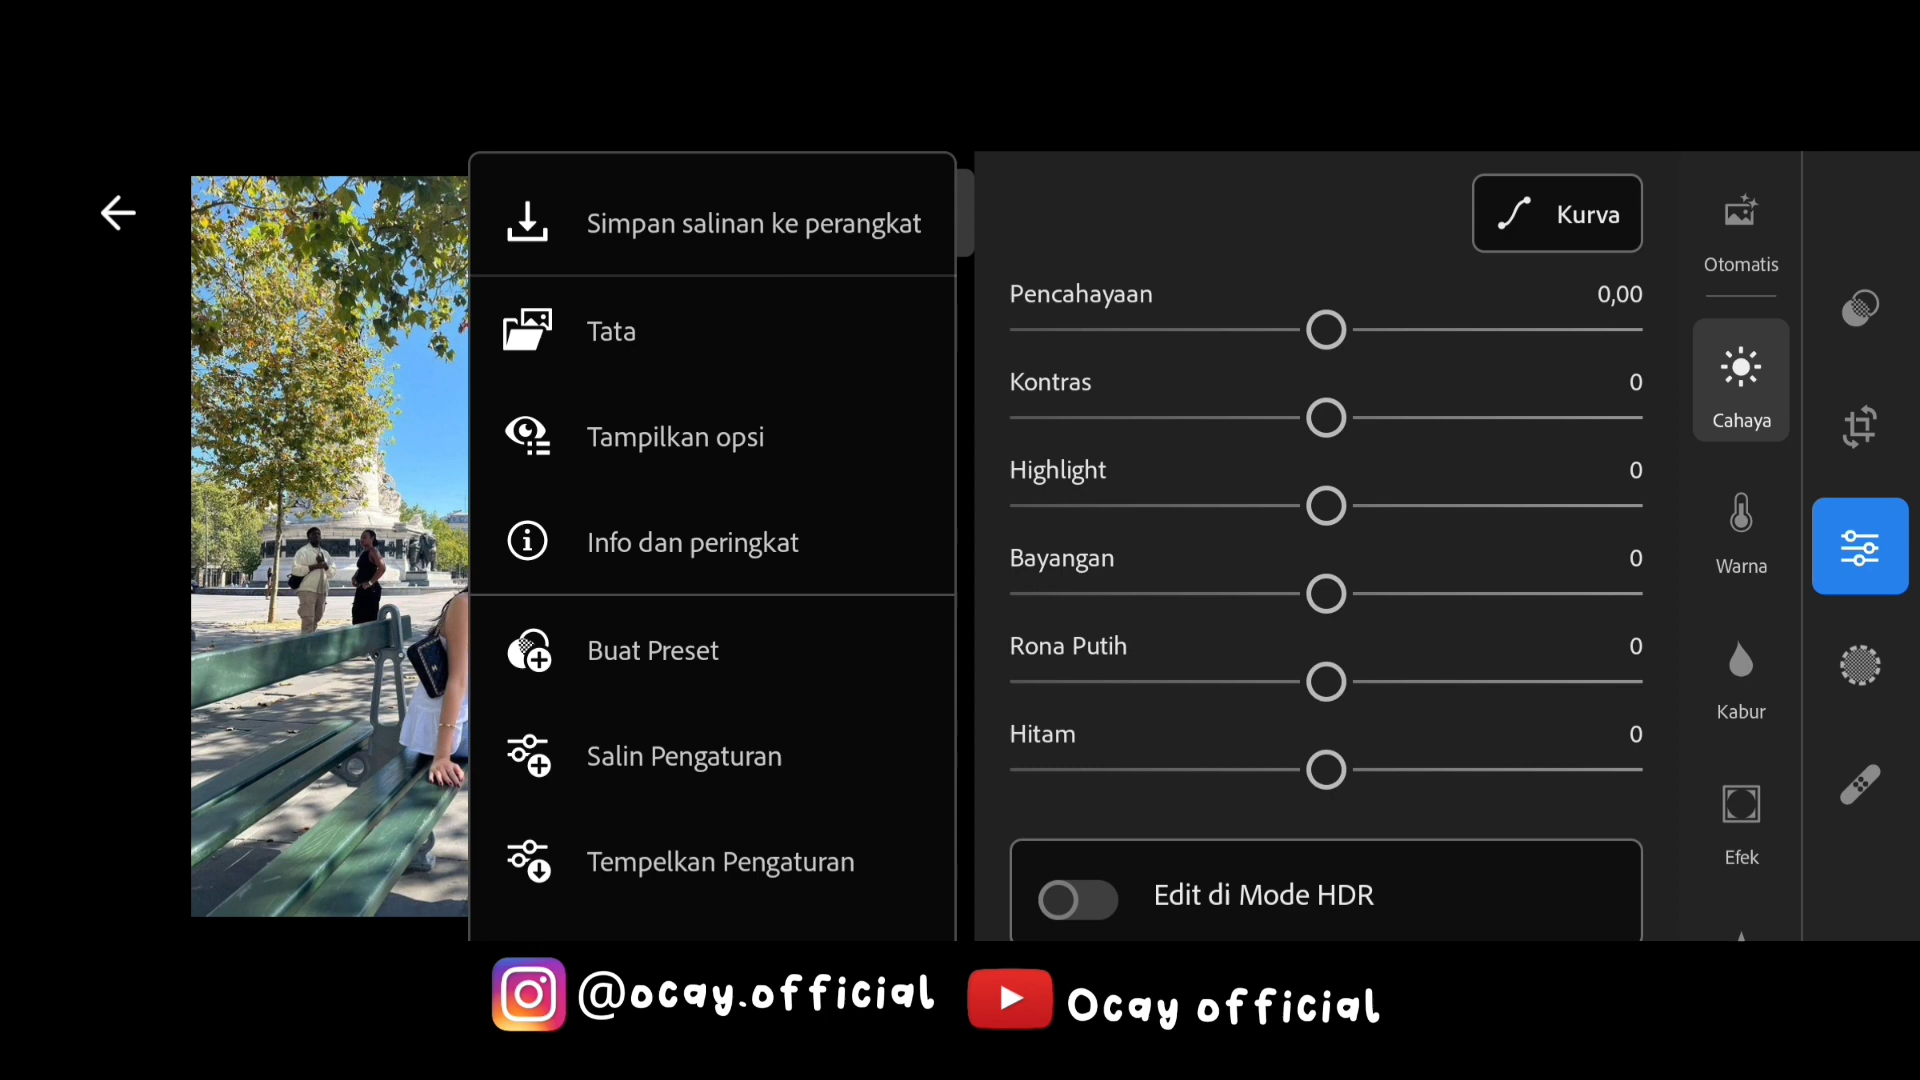 Simpan salinan ke perangkat
Tata
Tampilkan opsi
Info dan peringkat
Buat Preset
Salin Pengaturan
Tempelkan Pengaturan
Kurva
Pencahayaan 0,00
Kontras 0
Highlight 0
Bayangan 0
Rona Putih 0
Hitam 0
Edit di Mode HDR
Otomatis
Cahaya
Warna
Kabur
Efek
@ocay.official
Ocay official